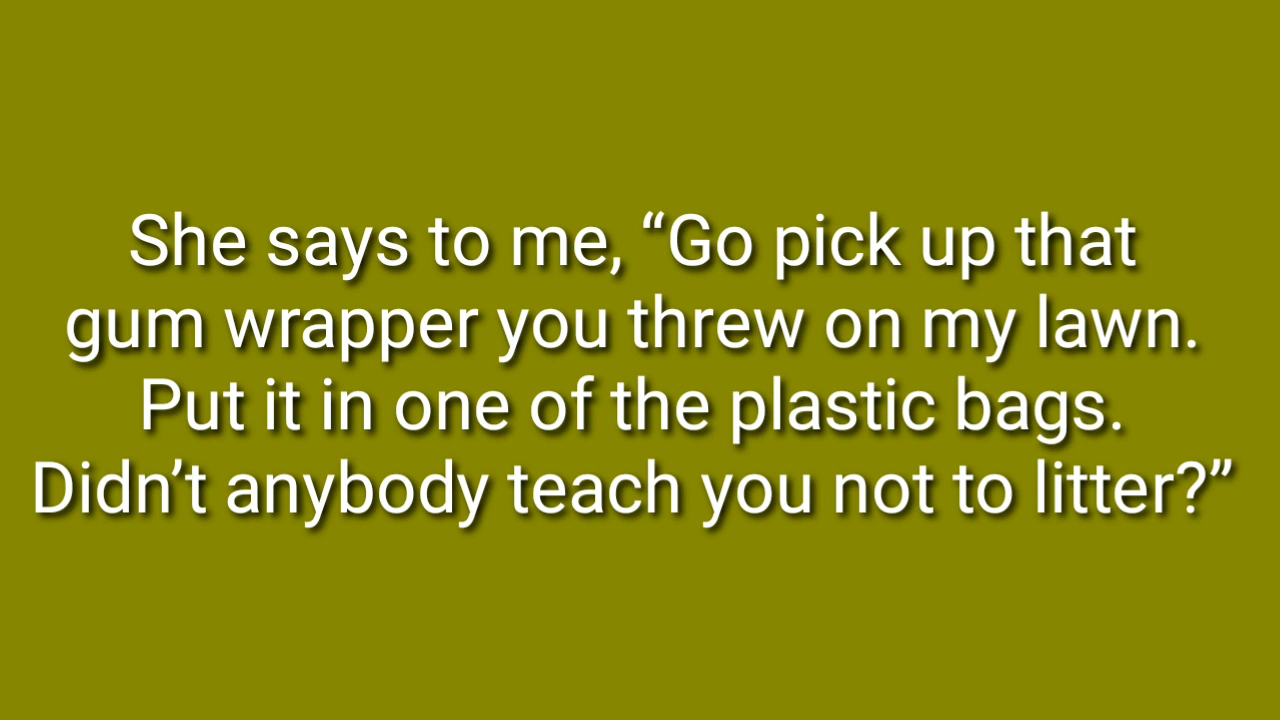 She says to me, “Go pick up that
gum wrapper you threw on my lawn.
Put it in one of the plastic bags.
Didn’t anybody teach you not to litter?”